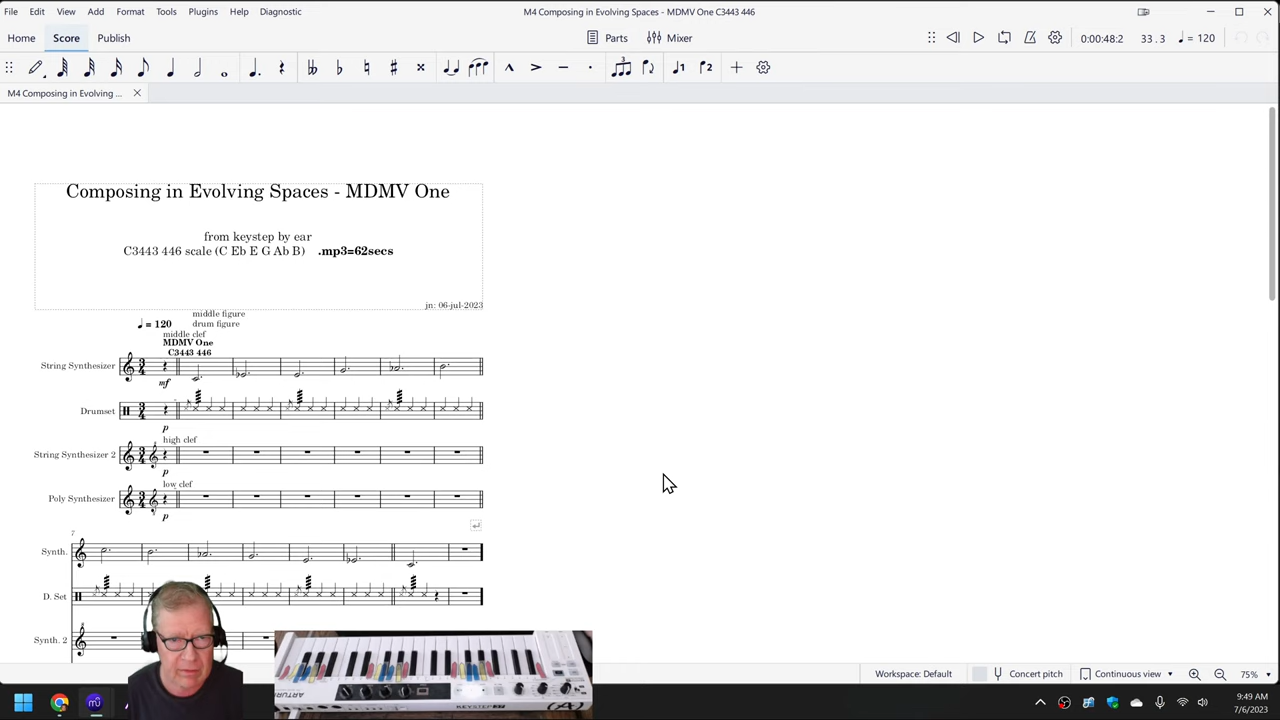 File Edit View Add Format Tools Plugins Help Diagnostic
M4 Composing in Evolving Spaces - MDMV One C3443 446
Home Score Publish
Parts Mixer
0:00:48:2 33 . 3 = 120
M4 Composing in Evolving ...
Composing in Evolving Spaces - MDMV One
from keystep by ear
C3443 446 scale (C Eb E G Ab B) .mp3=62secs
jn: 06-jul-2023
middle figure
drum figure
= 120
middle clef
MDMV One
C3443 446
String Synthesizer
mf
Drumset
p
high clef
String Synthesizer 2
p
low clef
Poly Synthesizer
p
7
Synth.
D. Set
Synth. 2
ARTURIA
KEYSTEP 37
Workspace: Default Concert pitch Continuous view 75%
9:49 AM
7/6/2023